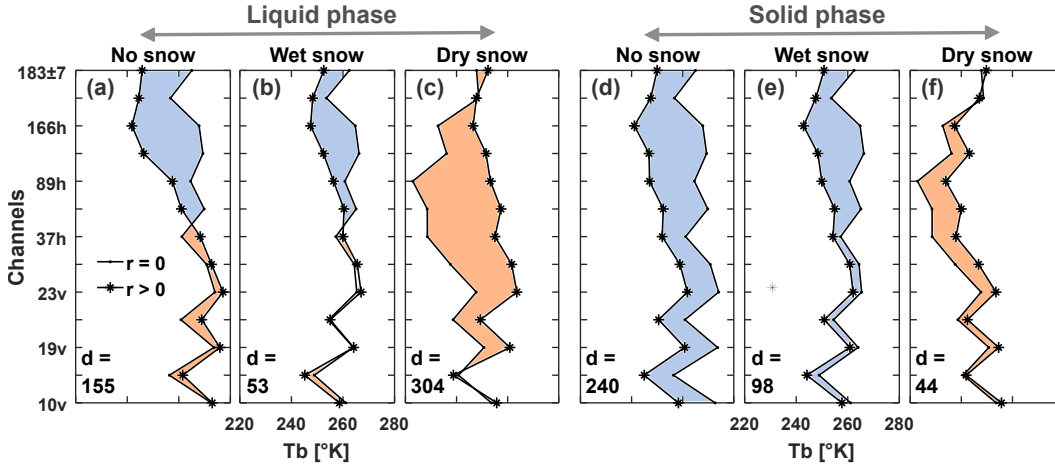 Liquid phase
Solid phase
No snow
Wet snow
Dry snow
No snow
Wet snow
Dry snow
183±7
(a)
(b)
(c)
(d)
(e)
(f)
166h
89h
37h
23v
19v
10v
Channels
r = 0
r > 0
d =
155
d =
53
d =
304
d =
240
d =
98
d =
44
220
240
260
280
220
240
260
280
Tb [°K]
Tb [°K]